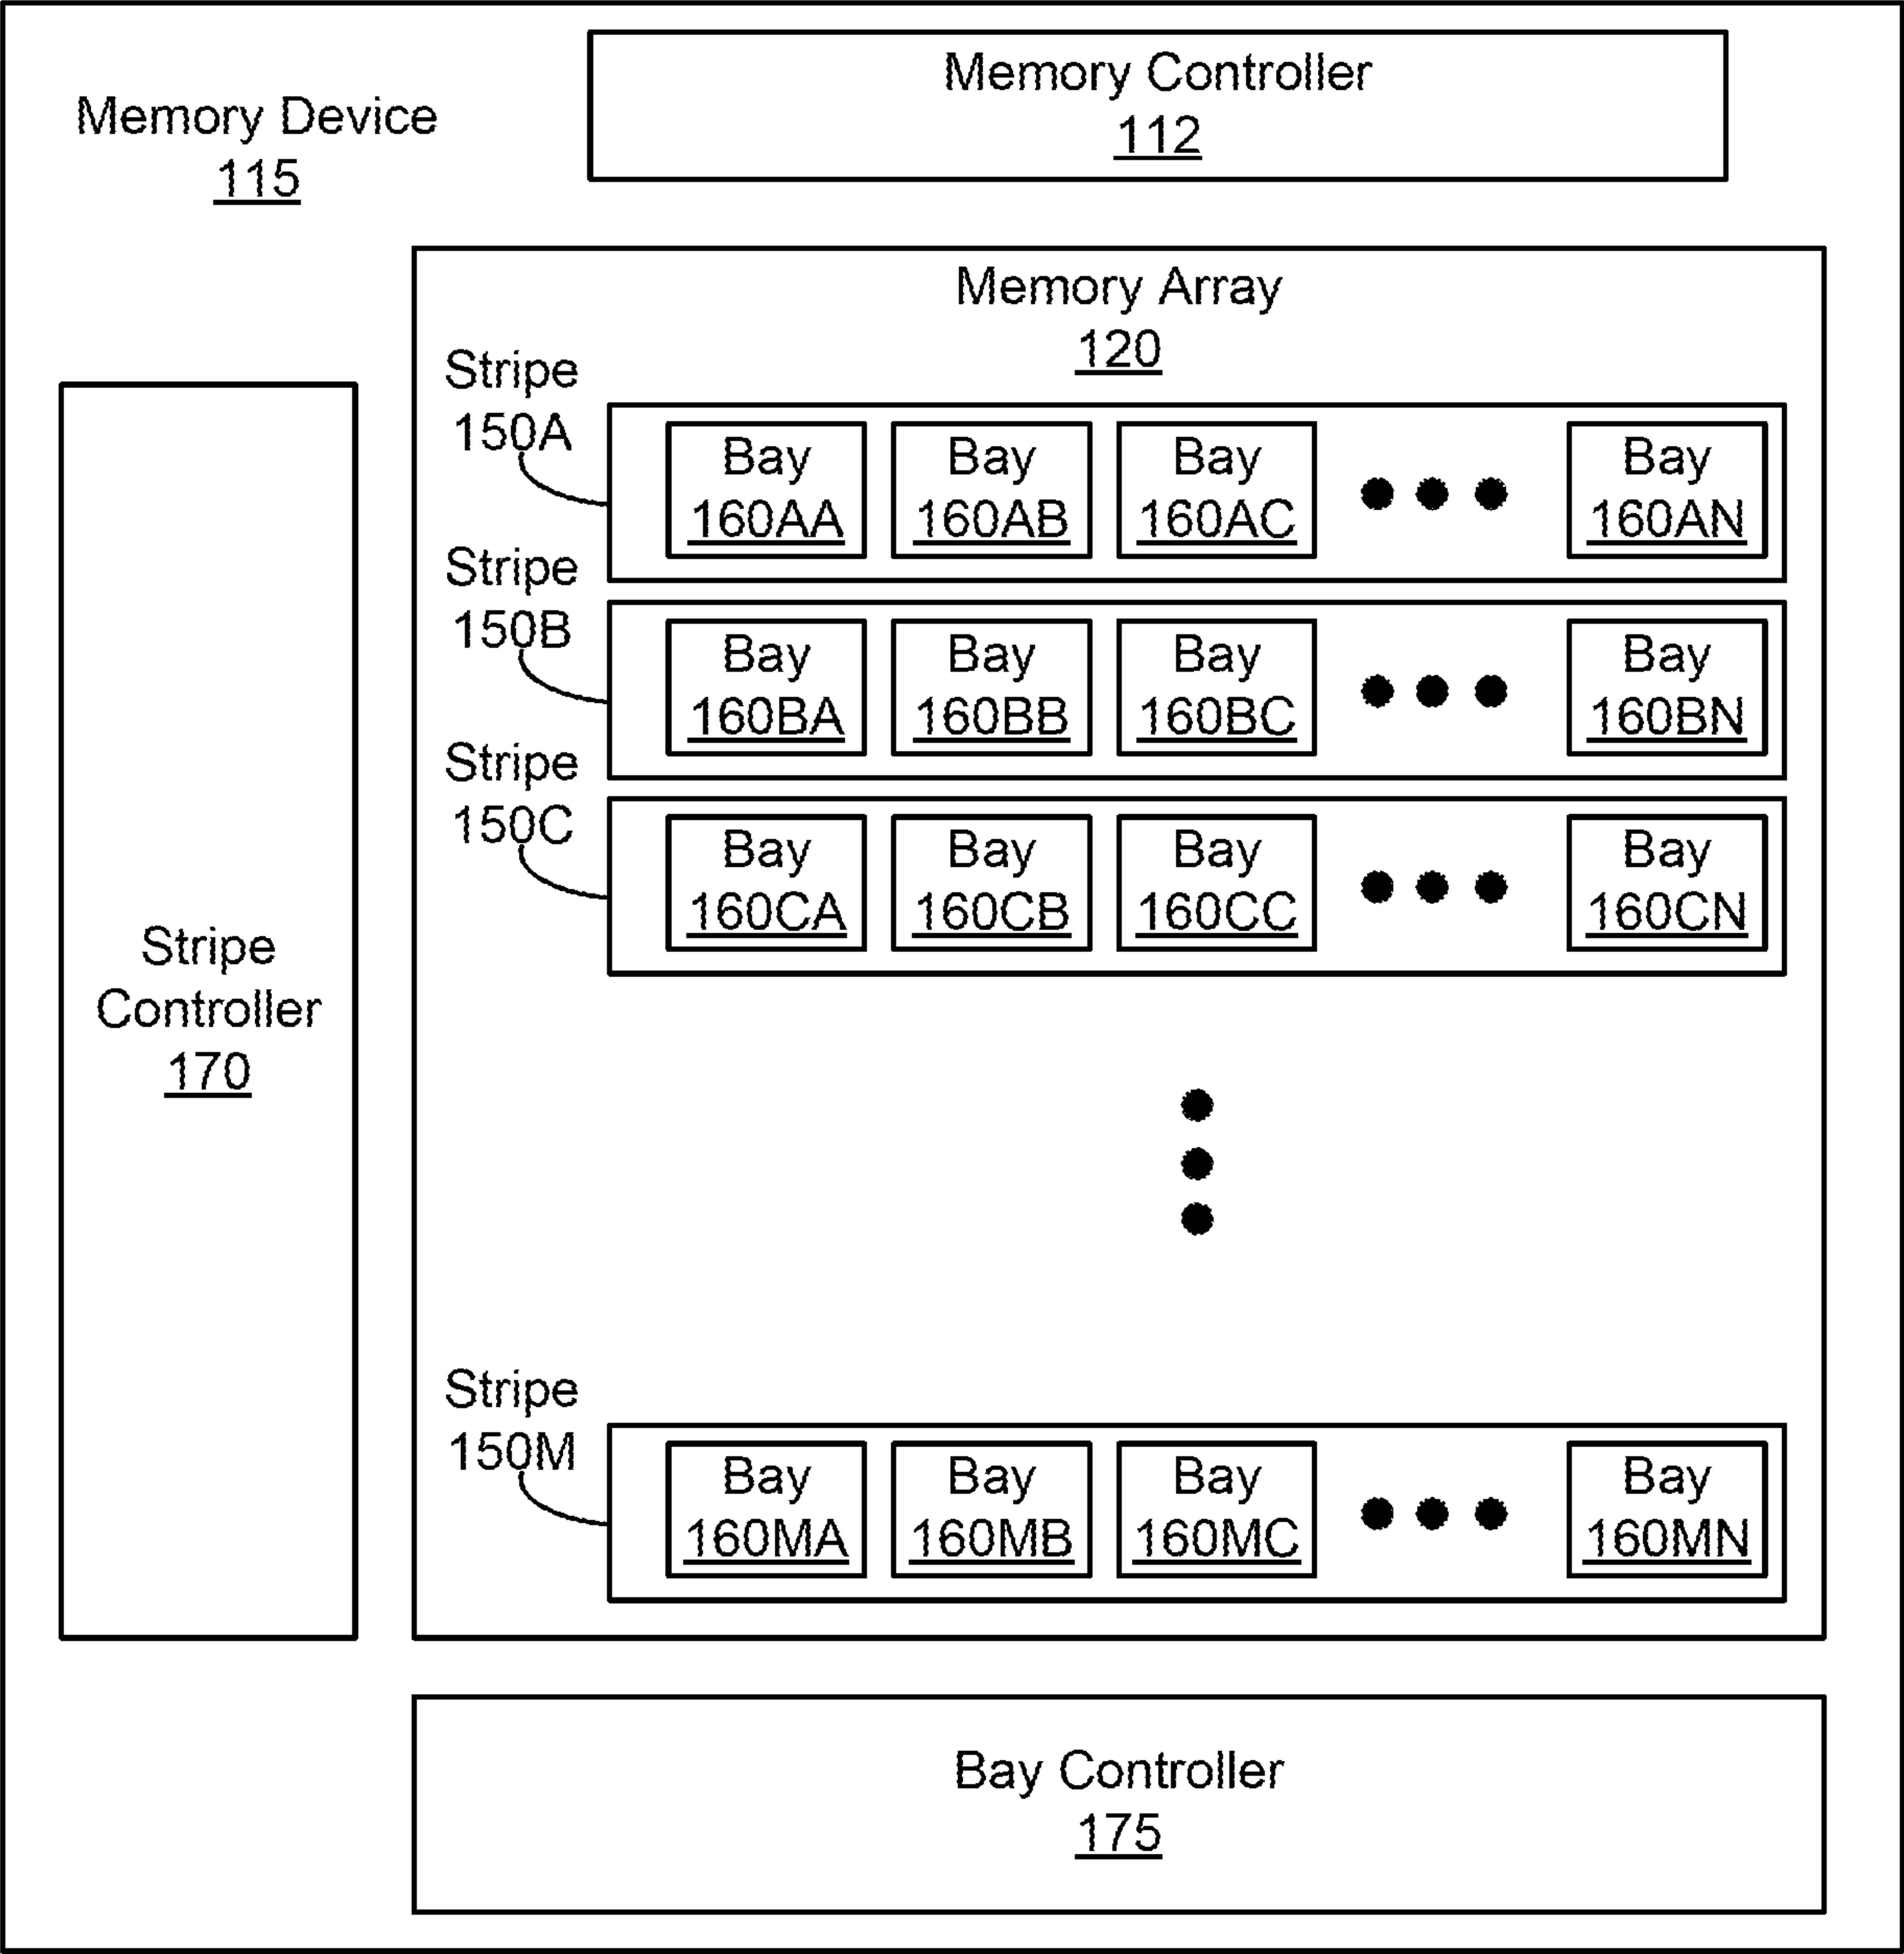 Memory Controller
112
Memory Device
115
Memory Array
120
Stripe
150A
Bay
160AA
Bay
160AB
Bay
160AC
Bay
160AN
Stripe
150B
Bay
160BA
Bay
160BB
Bay
160BC
Bay
160BN
Stripe
150C
Bay
160CA
Bay
160CB
Bay
160CC
Bay
160CN
Stripe
Controller
170
Stripe
150M
Bay
160MA
Bay
160MB
Bay
160MC
Bay
160MN
Bay Controller
175